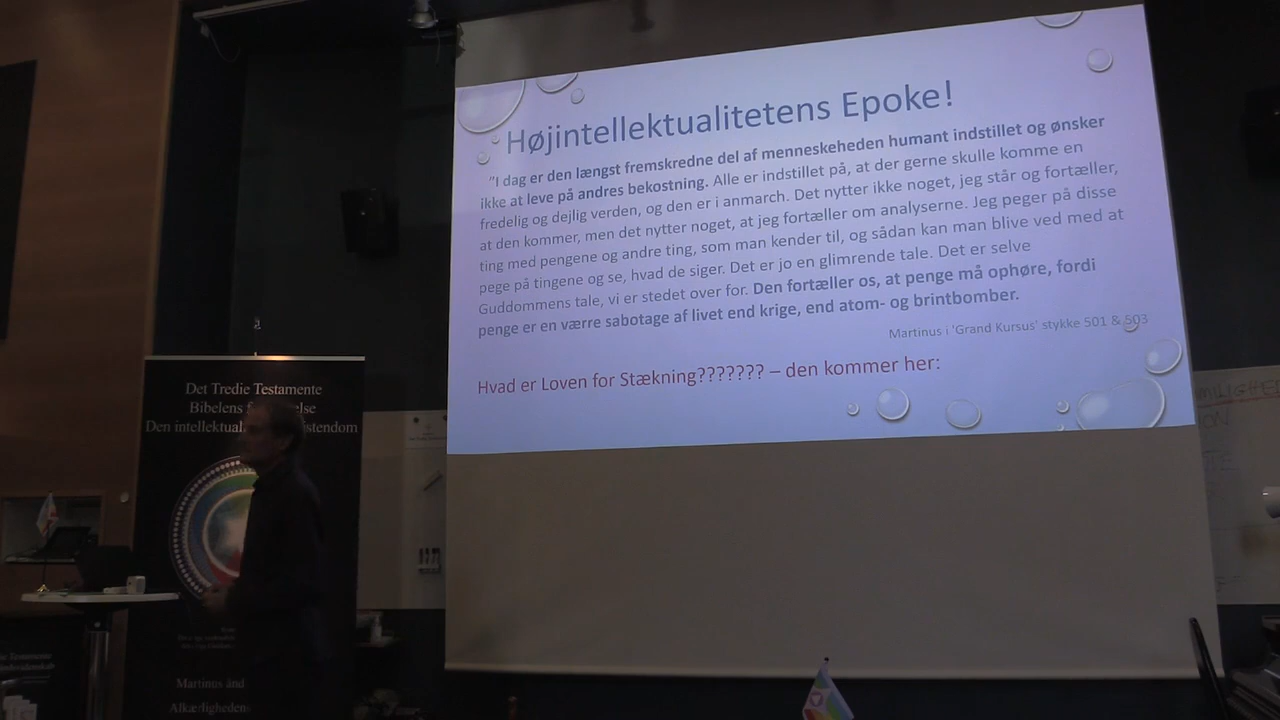 Højintellektualitetens Epoke!
"I dag er den længst fremskredne del af menneskeheden humant indstillet og ønsker
ikke at leve på andres bekostning. Alle er indstillet på, at der gerne skulle komme en
fredelig og dejlig verden, og den er i anmarch. Det nytter ikke noget, jeg står og fortæller,
at den kommer, men det nytter noget, at jeg fortæller om analyserne. Jeg peger på disse
ting med pengene og andre ting, som man kender til, og sådan kan man blive ved med at
pege på tingene og se, hvad de siger. Det er jo en glimrende tale. Det er selve
Guddommens tale, vi er stedet over for. Den fortæller os, at penge må ophøre, fordi
penge er en værre sabotage af livet end krige, end atom- og brintbomber.
Martinus i 'Grand Kursus' stykke 501 & 503
Hvad er Loven for Stækning??????? – den kommer her:
Det Tredie Testamente
Bibelens
Den intellektual
Martinus ånd